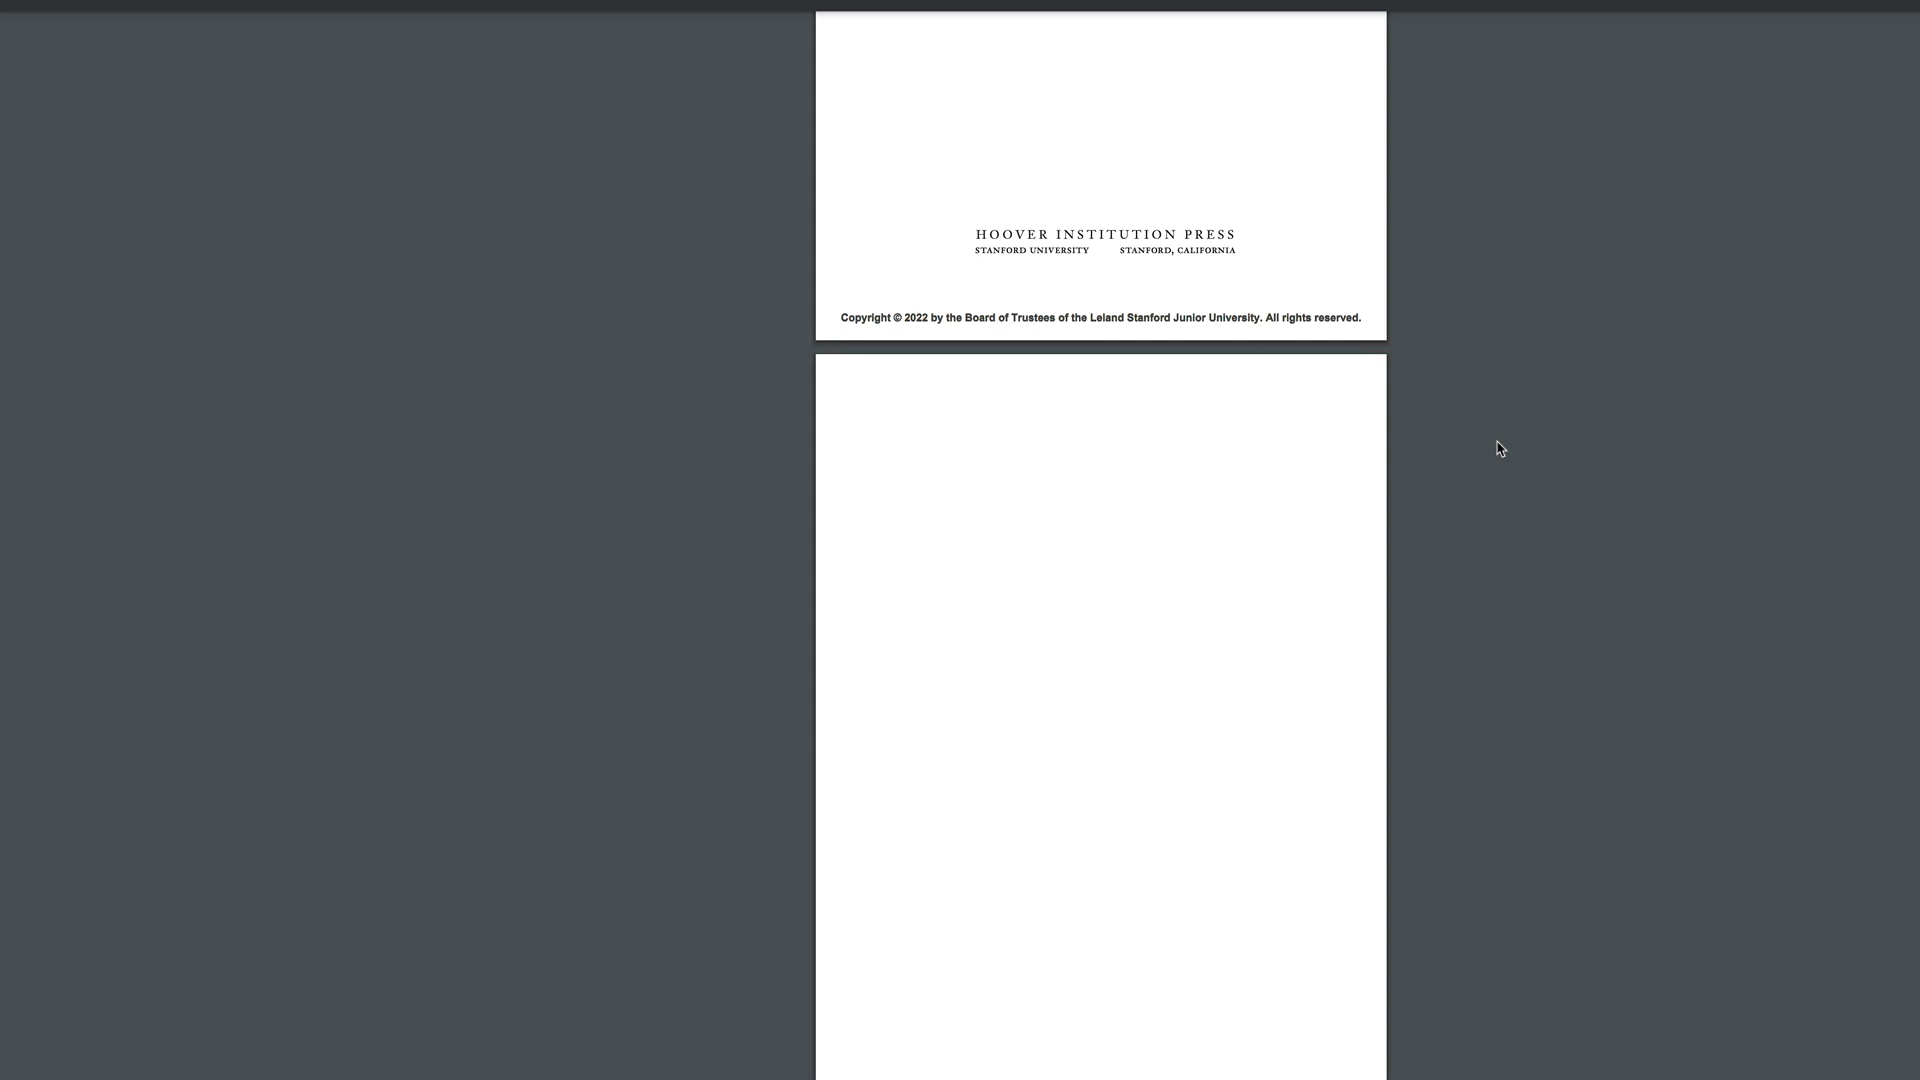 HOOVER INSTITUTION PRESS
STANFORD UNIVERSITY STANFORD, CALIFORNIA
Copyright © 2022 by the Board of Trustees of the Leland Stanford Junior University. All rights reserved.